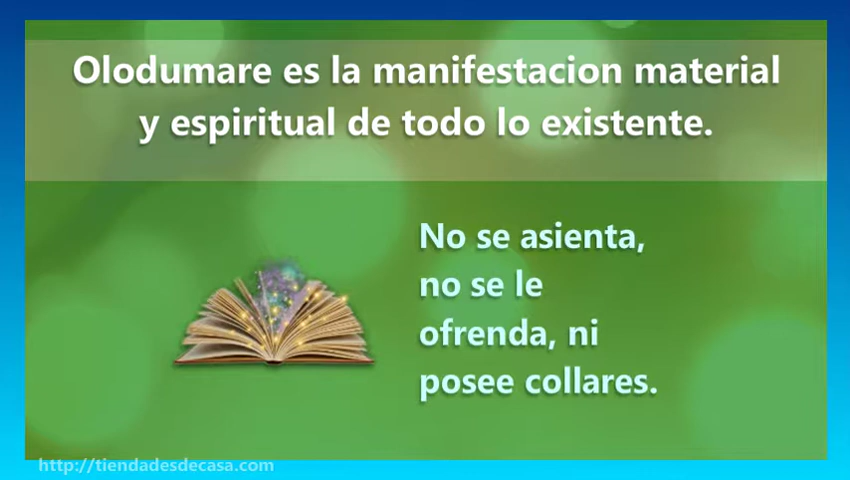 Olodumare es la manifestacion material
y espiritual de todo lo existente.
No se asienta,
no se le
ofrenda, ni
posee collares.
http://tiendadesdecasa.com